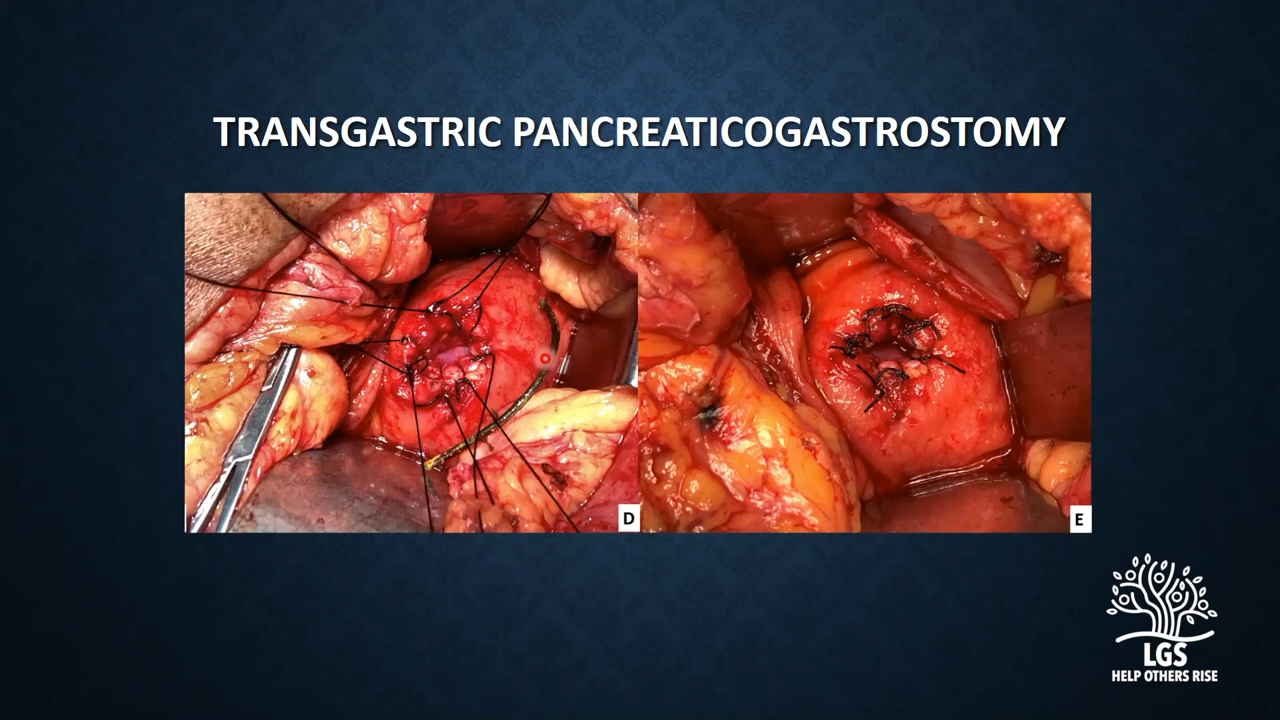 TRANSGASTRIC PANCREATICOGASTROSTOMY
D
E
LGS
HELP OTHERS RISE